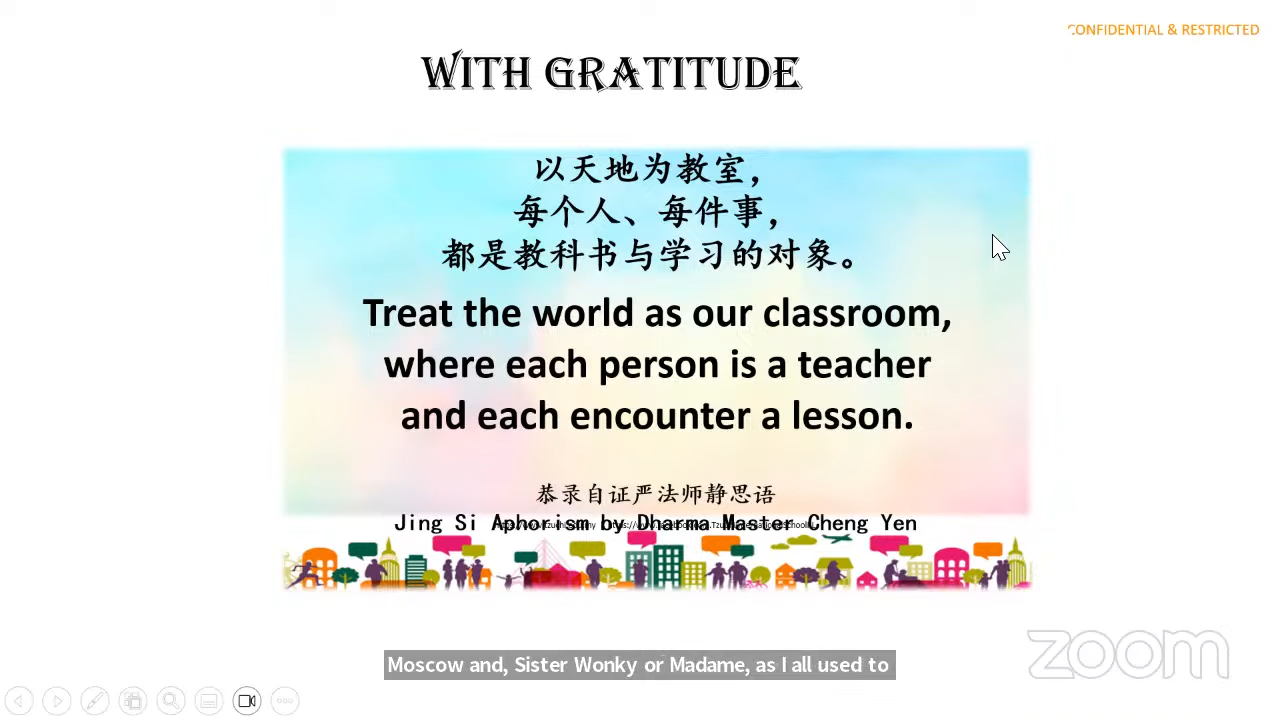 CONFIDENTIAL & RESTRICTED
WITH GRATITUDE
以天地为教室，
每个人、每件事，
都是教科书与学习的对象。
Treat the world as our classroom,
where each person is a teacher
and each encounter a lesson.
恭录自证严法师静思语
Jing Si Aphorism by Dharma Master Cheng Yen
zoom
Moscow and, Sister Wonky or Madame, as I all used to